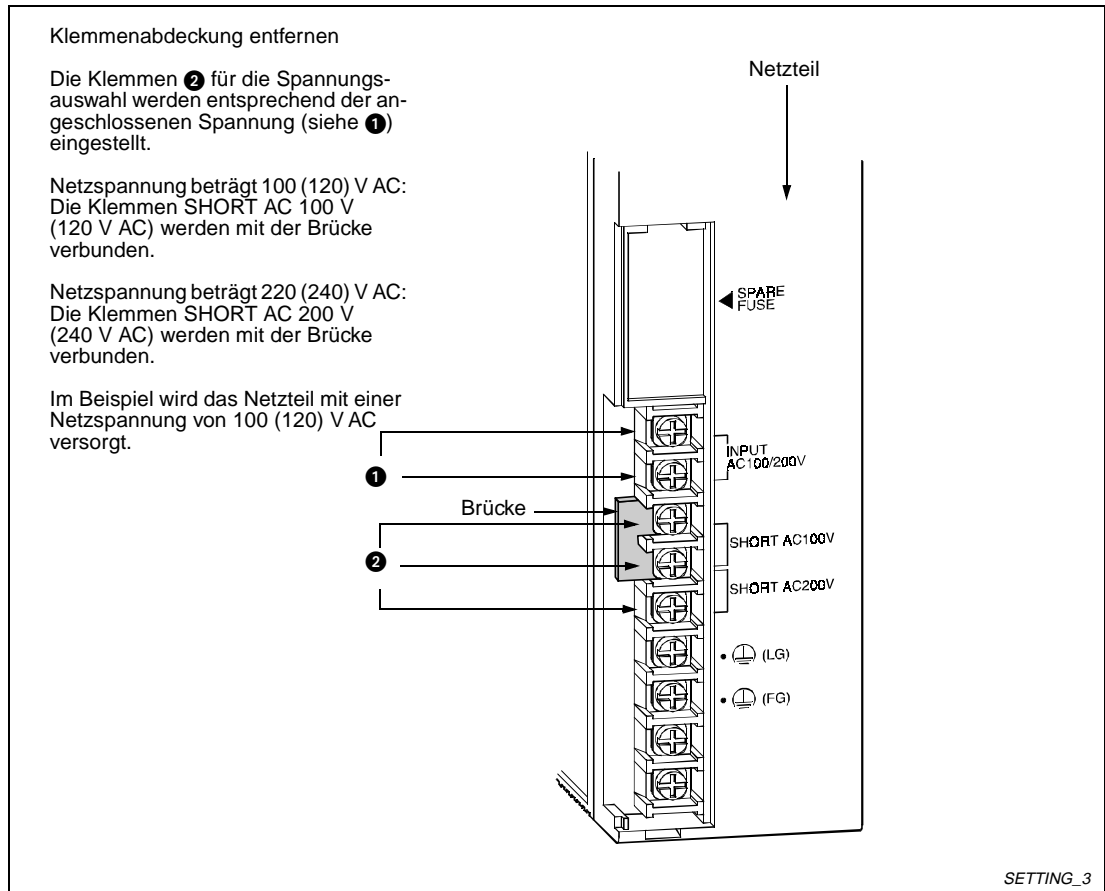 Klemmenabdeckung entfernen
Die Klemmen ❷ für die Spannungs-
auswahl werden entsprechend der an-
geschlossenen Spannung (siehe ❶)
eingestellt.
Netzspannung beträgt 100 (120) V AC:
Die Klemmen SHORT AC 100 V
(120 V AC) werden mit der Brücke
verbunden.
Netzspannung beträgt 220 (240) V AC:
Die Klemmen SHORT AC 200 V
(240 V AC) werden mit der Brücke
verbunden.
Im Beispiel wird das Netzteil mit einer
Netzspannung von 100 (120) V AC
versorgt.
Netzteil
SPARE
FUSE
INPUT
AC100/200V
❶
Brücke
SHORT AC100V
❷
SHORT AC200V
(LG)
(FG)
SETTING_3